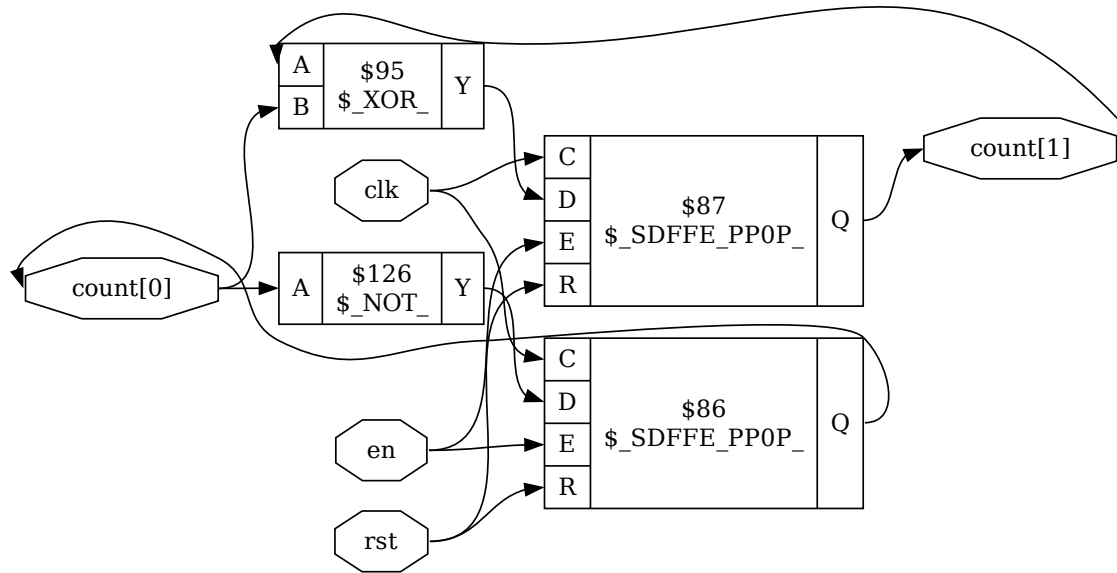 count[1]
A
B
$95
$_XOR_
Y
clk
C
D
E
R
$87
$_SDFFE_PP0P_
Q
count[0]
A
$126
$_NOT_
Y
en
rst
C
D
E
R
$86
$_SDFFE_PP0P_
Q